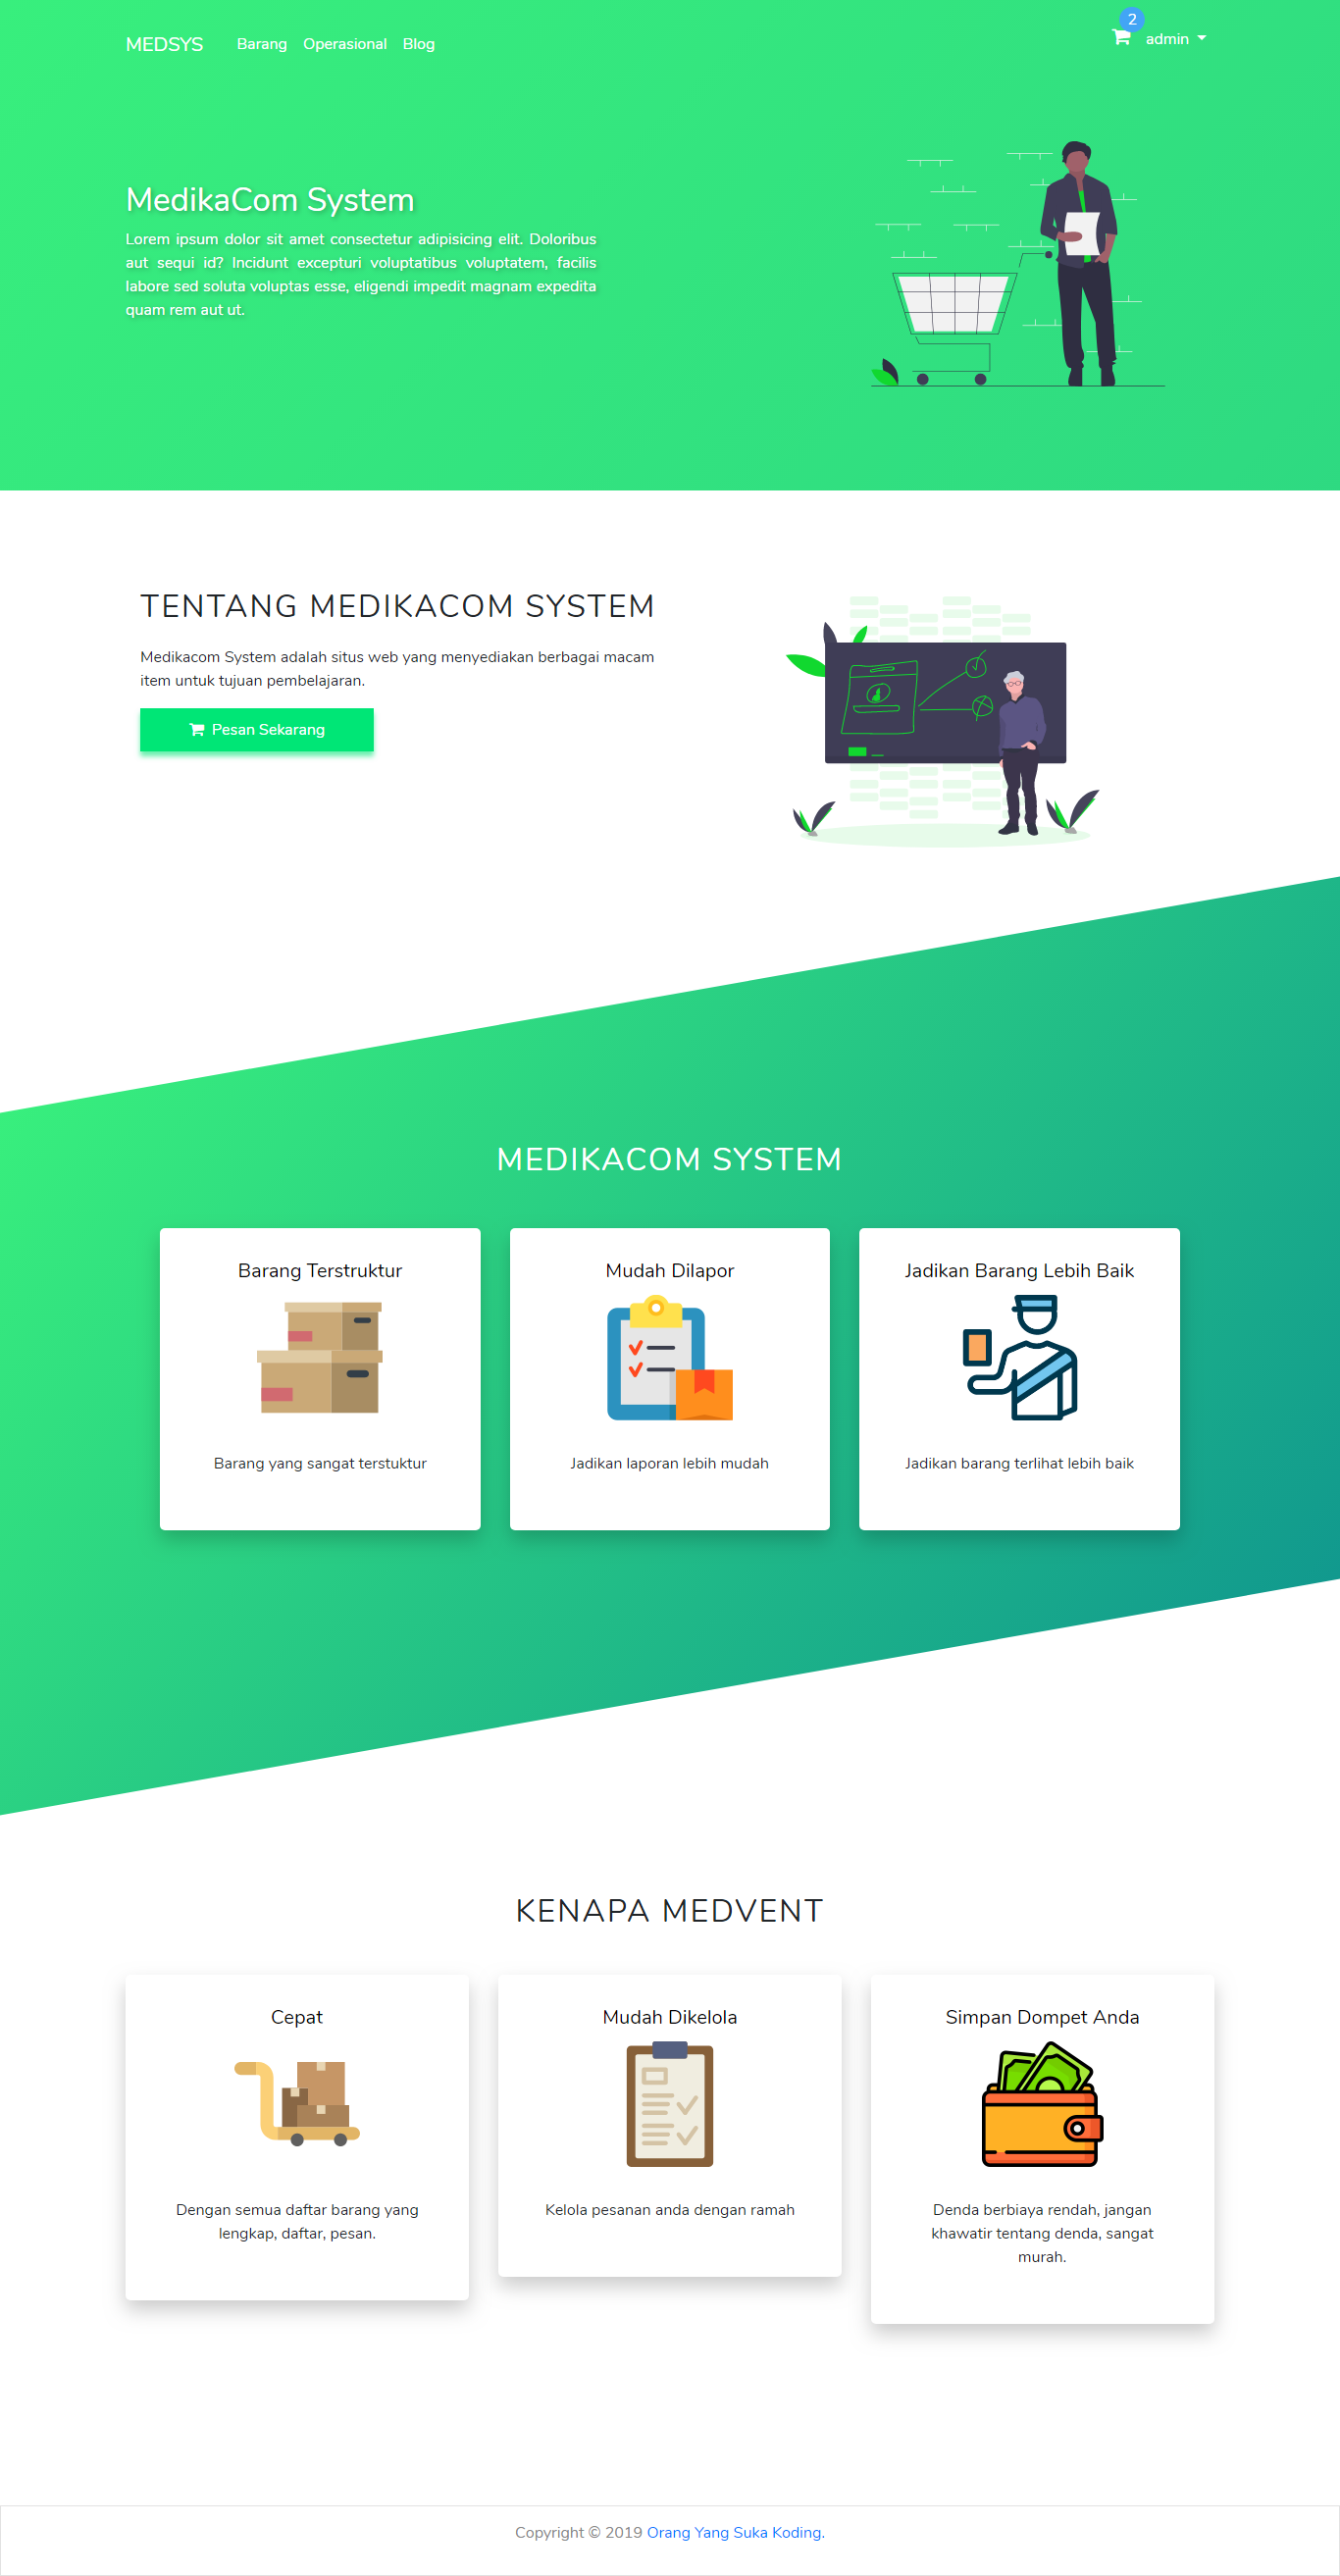 MEDSYS Barang Operasional Blog 2 admin
MedikaCom System
Lorem ipsum dolor sit amet consectetur adipisicing elit. Doloribus
aut sequi id? Incidunt excepturi voluptatibus voluptatem, facilis
labore sed soluta voluptas esse, eligendi impedit magnam expedita
quam rem aut ut.
TENTANG MEDIKACOM SYSTEM
Medikacom System adalah situs web yang menyediakan berbagai macam
item untuk tujuan pembelajaran.
Pesan Sekarang
MEDIKACOM SYSTEM
Barang Terstruktur
Barang yang sangat terstuktur
Mudah Dilapor
Jadikan laporan lebih mudah
Jadikan Barang Lebih Baik
Jadikan barang terlihat lebih baik
KENAPA MEDVENT
Cepat
Dengan semua daftar barang yang
lengkap, daftar, pesan.
Mudah Dikelola
Kelola pesanan anda dengan ramah
Simpan Dompet Anda
Denda berbiaya rendah, jangan
khawatir tentang denda, sangat
murah.
Copyright © 2019 Orang Yang Suka Koding.